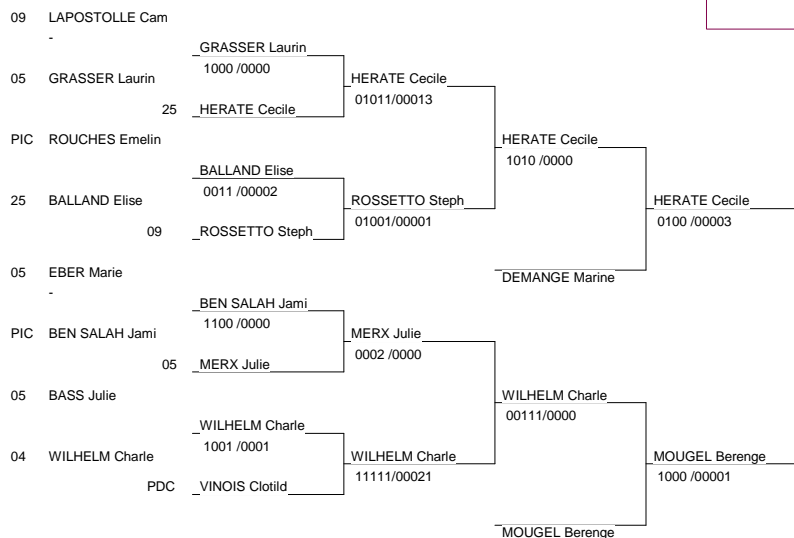 09 LAPOSTOLLE Cam
-
GRASSER Laurin
1000 /0000
05 GRASSER Laurin
HERATE Cecile
01011/00013
25 HERATE Cecile
PIC ROUCHES Emelin
HERATE Cecile
1010 /0000
BALLAND Elise
0011 /00002
25 BALLAND Elise
ROSSETTO Steph
01001/00001
HERATE Cecile
0100 /00003
09 ROSSETTO Steph
05 EBER Marie
-
DEMANGE Marine
BEN SALAH Jami
1100 /0000
PIC BEN SALAH Jami
MERX Julie
0002 /0000
05 MERX Julie
05 BASS Julie
WILHELM Charle
00111/0000
WILHELM Charle
1001 /0001
04 WILHELM Charle
WILHELM Charle
11111/00021
MOUGEL Berenge
1000 /00001
PDC VINOIS Clotild
MOUGEL Berenge